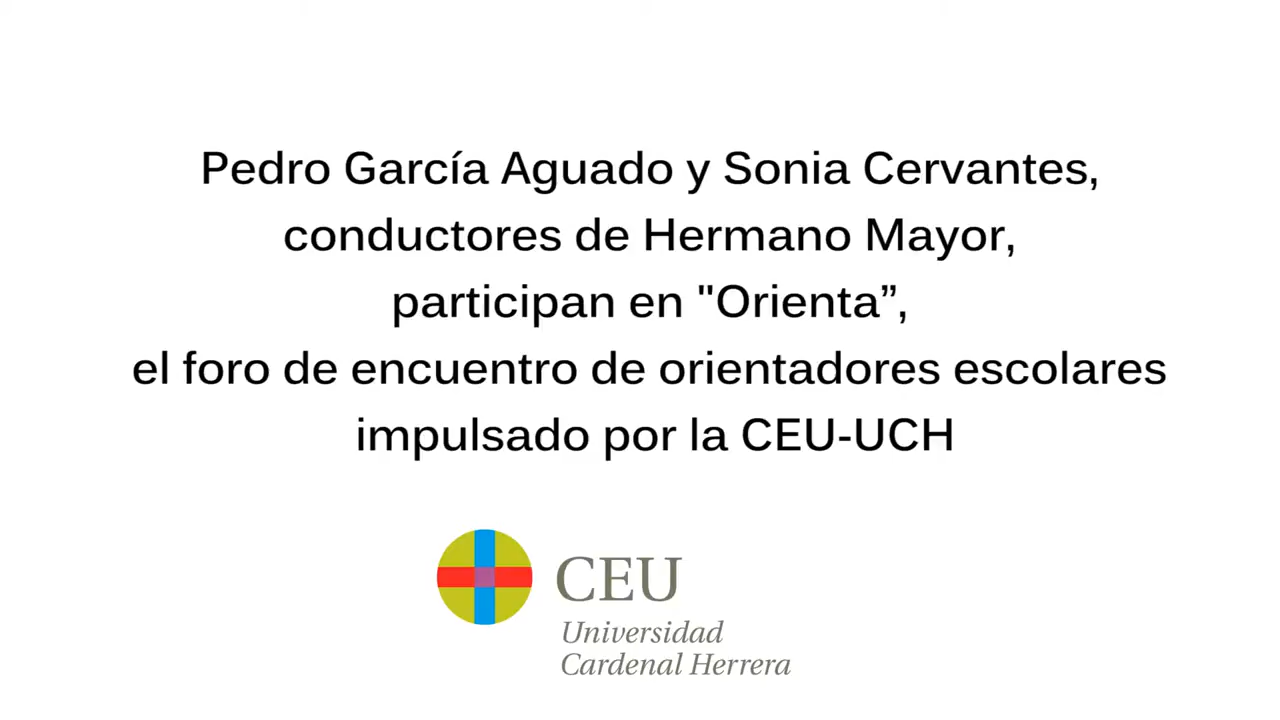 Pedro García Aguado y Sonia Cervantes,
conductores de Hermano Mayor,
participan en "Orienta”,
el foro de encuentro de orientadores escolares
impulsado por la CEU-UCH
CEU
Universidad
Cardenal Herrera